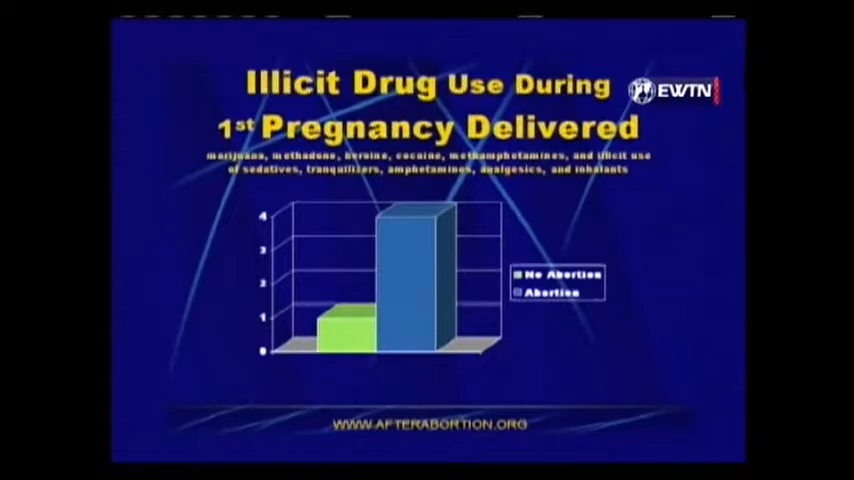 Illicit Drug Use During
EWTN
1st Pregnancy Delivered
marijuana, methadone, heroine, cocaine, methamphetamines, and illicit use
of sedatives, tranquilizers, amphetamines, analgesics, and inhalants
4
3
2
1
0
No Abortion
Abortion
WWW.AFTERABORTION.ORG